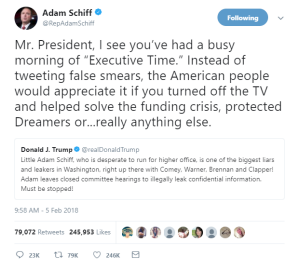 Adam Schiff
@RepAdamSchiff
Following
Mr. President, I see you've had a busy
morning of "Executive Time." Instead of
tweeting false smears, the American people
would appreciate it if you turned off the TV
and helped solve the funding crisis, protected
Dreamers or...really anything else.
Donald J. Trump @realDonaldTrump
Little Adam Schiff, who is desperate to run for higher office, is one of the biggest liars
and leakers in Washington, right up there with Comey, Warner, Brennan and Clapper!
Adam leaves closed committee hearings to illegally leak confidential information.
Must be stopped!
9:58 AM - 5 Feb 2018
79,072 Retweets 245,953 Likes
23K 79K 246K